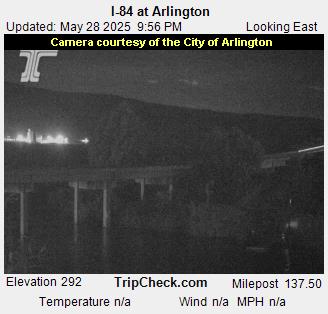 I-84 at Arlington
Updated: May 28 2025 9:56 PM Looking East
Camera courtesy of the City of Arlington
Elevation 292 TripCheck.com Milepost 137.50
Temperature n/a Wind n/a MPH n/a